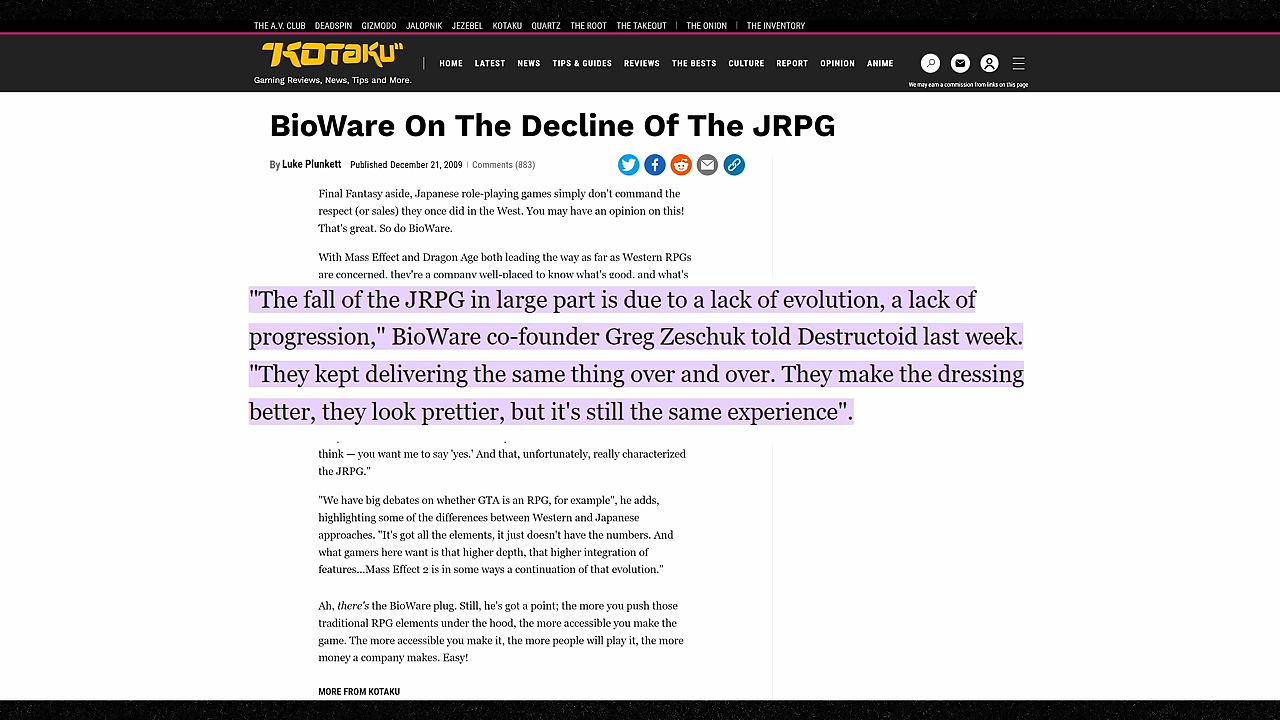 THE A.V. CLUB DEADSPIN GIZMODO JALOPNIK JEZEBEL KOTAKU QUARTZ THE ROOT THE TAKEOUT | THE ONION | THE INVENTORY
"KOTAKU"
Gaming Reviews, News, Tips and More.
HOME LATEST NEWS TIPS & GUIDES REVIEWS THE BESTS CULTURE REPORT OPINION ANIME
We may earn a commission from links on this page
BioWare On The Decline Of The JRPG
By Luke Plunkett Published December 21, 2009 | Comments (883)
Final Fantasy aside, Japanese role-playing games simply don't command the
respect (or sales) they once did in the West. You may have an opinion on this!
That's great. So do BioWare.
With Mass Effect and Dragon Age both leading the way as far as Western RPGs
are concerned, they're a company well-placed to know what's good, and what's
"The fall of the JRPG in large part is due to a lack of evolution, a lack of
progression," BioWare co-founder Greg Zeschuk told Destructoid last week.
"They kept delivering the same thing over and over. They make the dressing
better, they look prettier, but it's still the same experience".
think — you want me to say 'yes.' And that, unfortunately, really characterized
the JRPG."
"We have big debates on whether GTA is an RPG, for example", he adds,
highlighting some of the differences between Western and Japanese
approaches. "It's got all the elements, it just doesn't have the numbers. And
what gamers here want is that higher depth, that higher integration of
features...Mass Effect 2 is in some ways a continuation of that evolution."
Ah, there's the BioWare plug. Still, he's got a point; the more you push those
traditional RPG elements under the hood, the more accessible you make the
game. The more accessible you make it, the more people will play it, the more
money a company makes. Easy!
MORE FROM KOTAKU